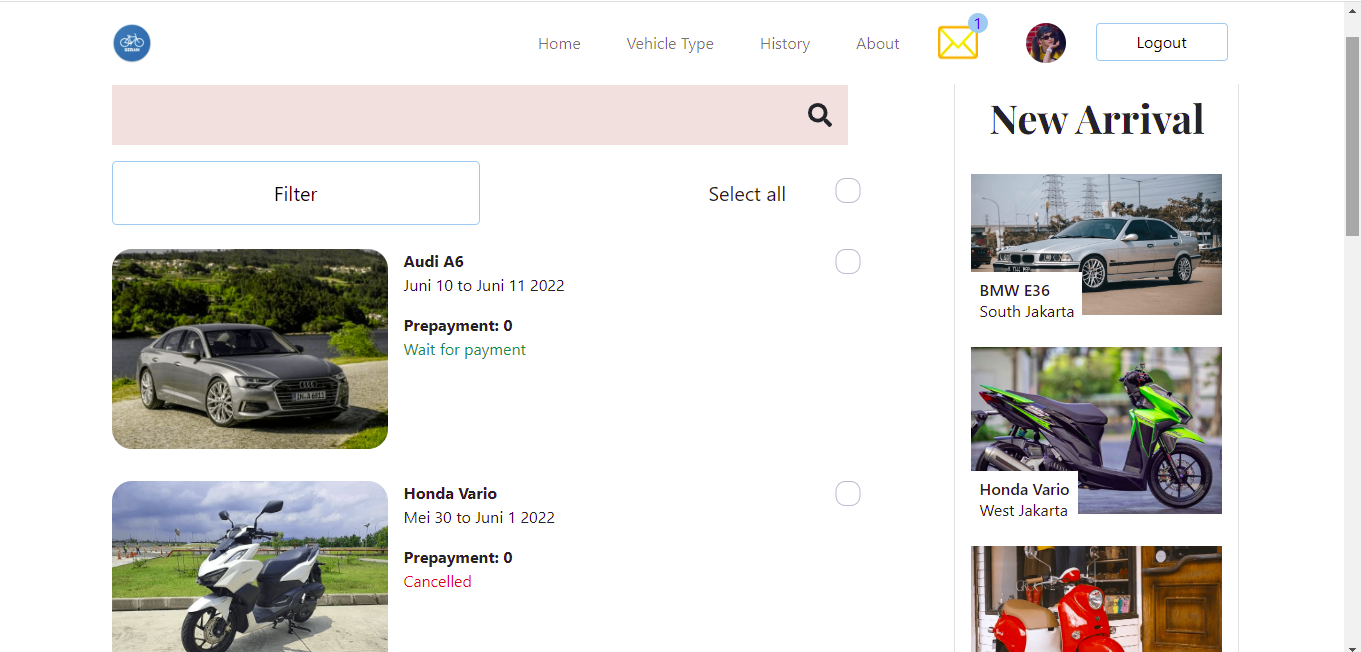 Home
Vehicle Type
History
About
1
Logout
Filter
Select all
Audi A6
Juni 10 to Juni 11 2022
Prepayment: 0
Wait for payment
Honda Vario
Mei 30 to Juni 1 2022
Prepayment: 0
Cancelled
New Arrival
BMW E36
South Jakarta
Honda Vario
West Jakarta